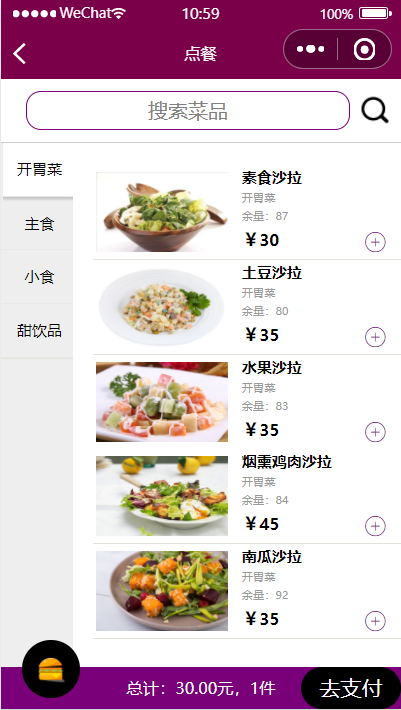 WeChat 10:59 100%
点餐
搜索菜品
开胃菜
主食
小食
甜饮品
素食沙拉
开胃菜
余量：87
￥30
土豆沙拉
开胃菜
余量：80
￥35
水果沙拉
开胃菜
余量：83
￥35
烟熏鸡肉沙拉
开胃菜
余量：84
￥45
南瓜沙拉
开胃菜
余量：92
￥35
总计：30.00元，1件 去支付